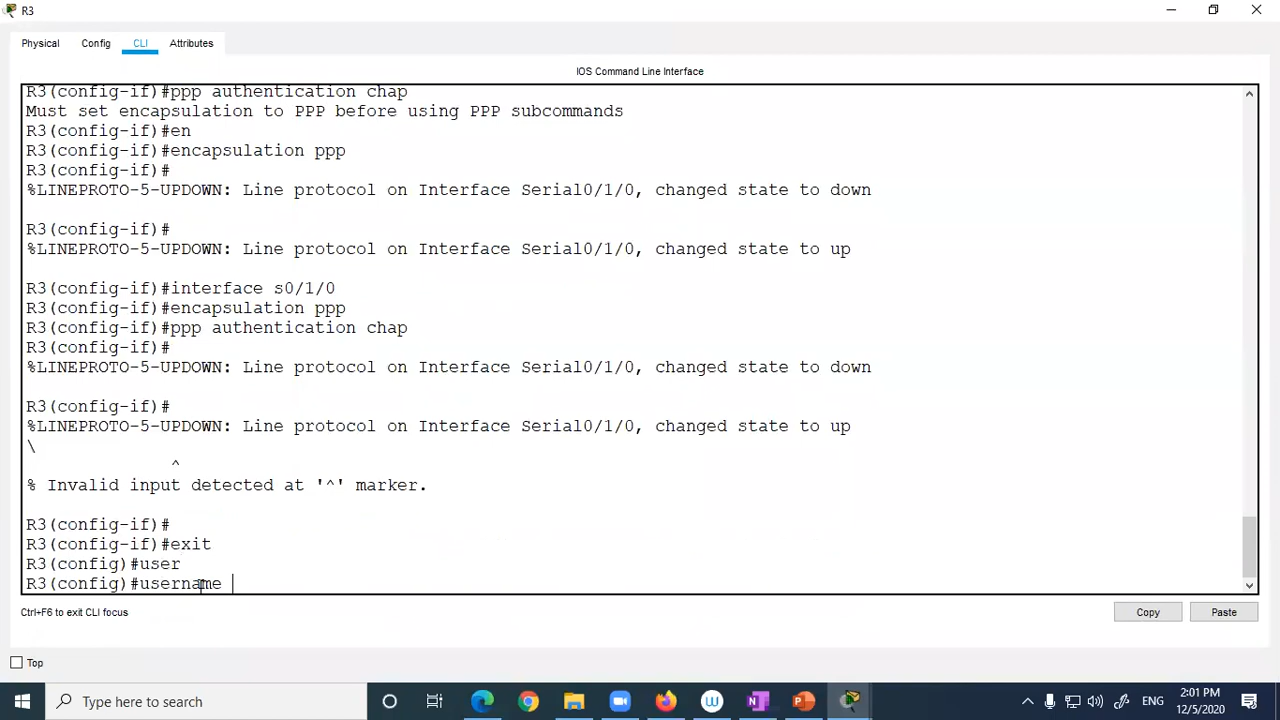 R3
Physical Config CLI Attributes
IOS Command Line Interface
R3(config-if)#ppp authentication chap
Must set encapsulation to PPP before using PPP subcommands
R3(config-if)#en
R3(config-if)#encapsulation ppp
R3(config-if)#
%LINEPROTO-5-UPDOWN: Line protocol on Interface Serial0/1/0, changed state to down
R3(config-if)#
%LINEPROTO-5-UPDOWN: Line protocol on Interface Serial0/1/0, changed state to up
R3(config-if)#interface s0/1/0
R3(config-if)#encapsulation ppp
R3(config-if)#ppp authentication chap
R3(config-if)#
%LINEPROTO-5-UPDOWN: Line protocol on Interface Serial0/1/0, changed state to down
R3(config-if)#
%LINEPROTO-5-UPDOWN: Line protocol on Interface Serial0/1/0, changed state to up
\
^
% Invalid input detected at '^' marker.
R3(config-if)#
R3(config-if)#exit
R3(config)#user
R3(config)#username
Ctrl+F6 to exit CLI focus
Copy Paste
Top
Type here to search
ENG
2:01 PM
12/5/2020